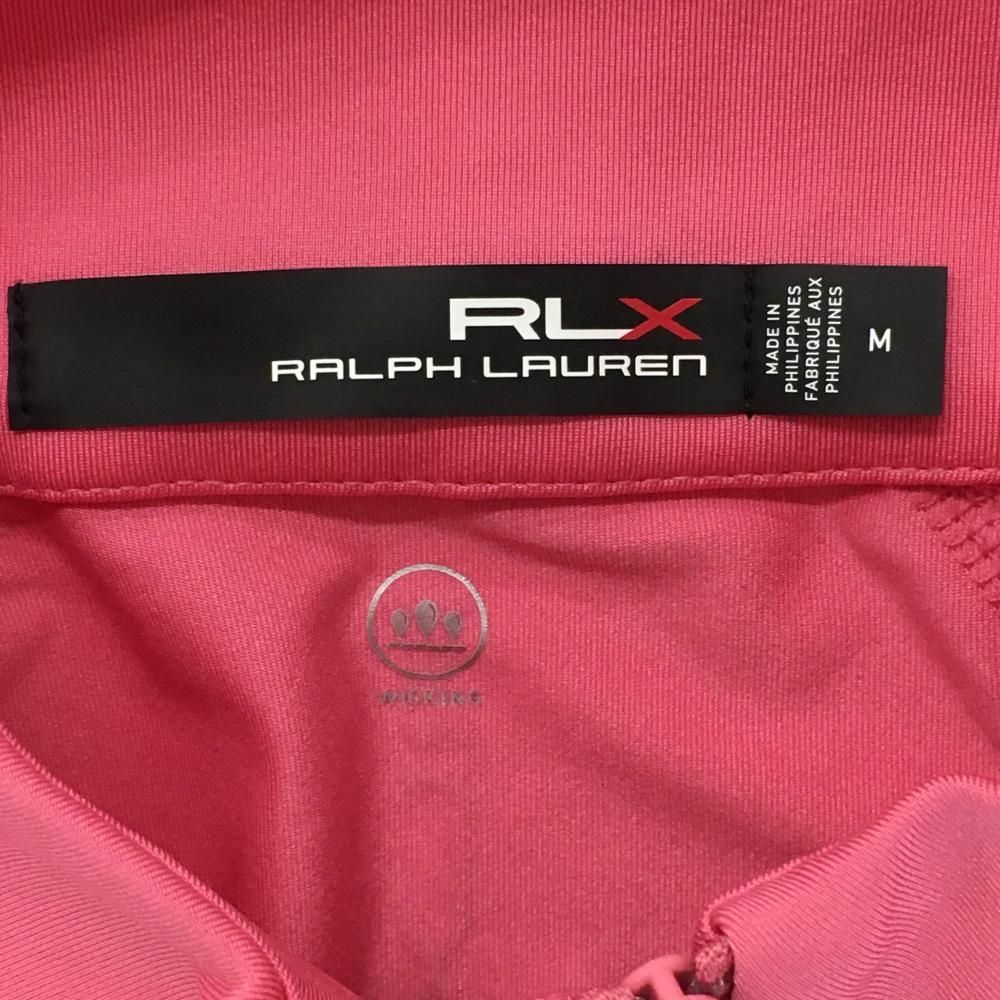 RLX
RALPH LAUREN
MADE IN
PHILIPPINES
FABRIQUÉ AUX
PHILIPPINES
M
WICKING